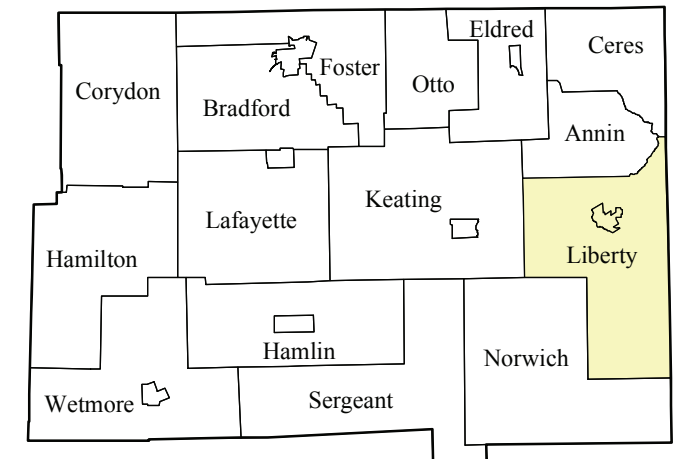 Eldred
Ceres
Foster
Otto
Corydon
Bradford
Annin
Keating
Lafayette
Liberty
Hamilton
Hamlin
Norwich
Sergeant
Wetmore